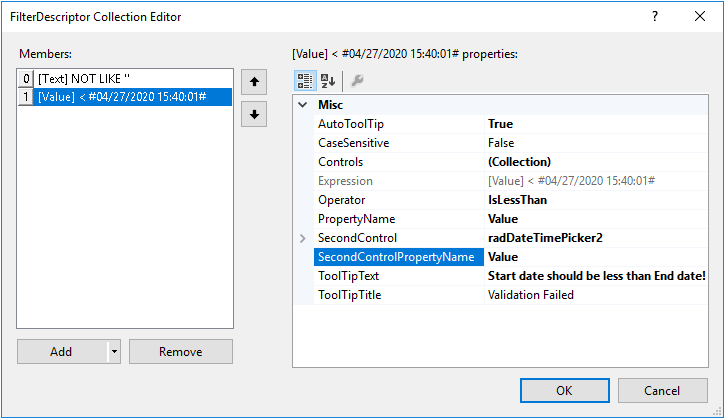 FilterDescriptor Collection Editor
?
Members:
0 [Text] NOT LIKE ''
1 [Value] < #04/27/2020 15:40:01#
Add
Remove
[Value] < #04/27/2020 15:40:01# properties:
Misc
AutoToolTip True
CaseSensitive False
Controls (Collection)
Expression [Value] < #04/27/2020 15:40:01#
Operator IsLessThan
PropertyName Value
SecondControl radDateTimePicker2
SecondControlPropertyName Value
ToolTipText Start date should be less than End date!
ToolTipTitle Validation Failed
OK
Cancel